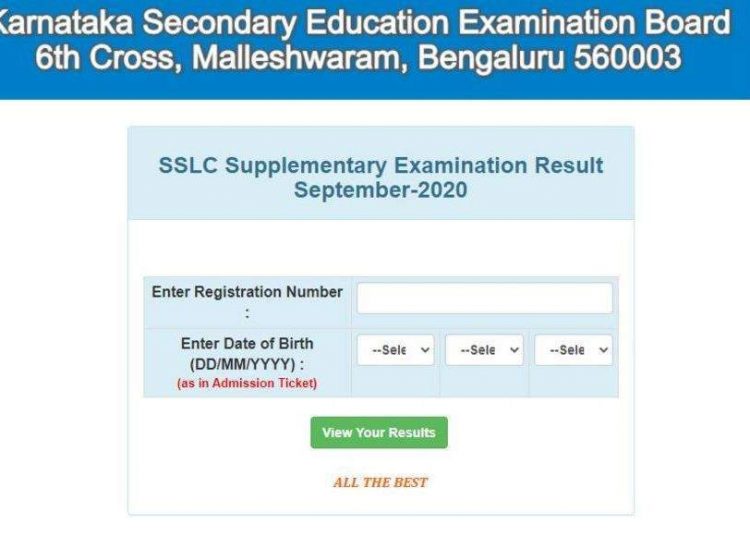 Karnataka Secondary Education Examination Board
6th Cross, Malleshwaram, Bengaluru 560003
SSLC Supplementary Examination Result
September-2020
Enter Registration Number
:
Enter Date of Birth
(DD/MM/YYYY) :
(as in Admission Ticket)
--Sele --Sele --Sele
View Your Results
ALL THE BEST